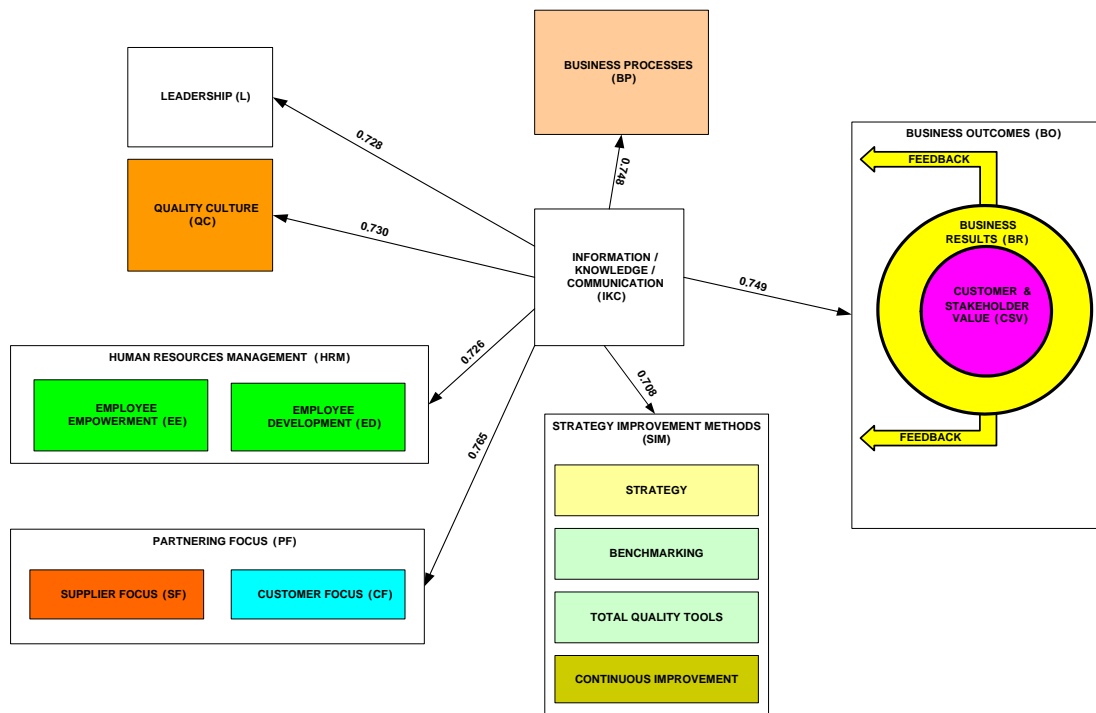 LEADERSHIP (L)
BUSINESS PROCESSES
(BP)
BUSINESS OUTCOMES (BO)
FEEDBACK
0.728
0.748
QUALITY CULTURE
(QC)
0.730
INFORMATION /
KNOWLEDGE /
COMMUNICATION
(IKC)
0.749
BUSINESS
RESULTS (BR)
CUSTOMER &
STAKEHOLDER
VALUE (CSV)
HUMAN RESOURCES MANAGEMENT (HRM)
0.726
EMPLOYEE
EMPOWERMENT (EE)
EMPLOYEE
DEVELOPMENT (ED)
0.765
0.708
STRATEGY IMPROVEMENT METHODS
(SIM)
FEEDBACK
STRATEGY
PARTNERING FOCUS (PF)
BENCHMARKING
SUPPLIER FOCUS (SF)
CUSTOMER FOCUS (CF)
TOTAL QUALITY TOOLS
CONTINUOUS IMPROVEMENT